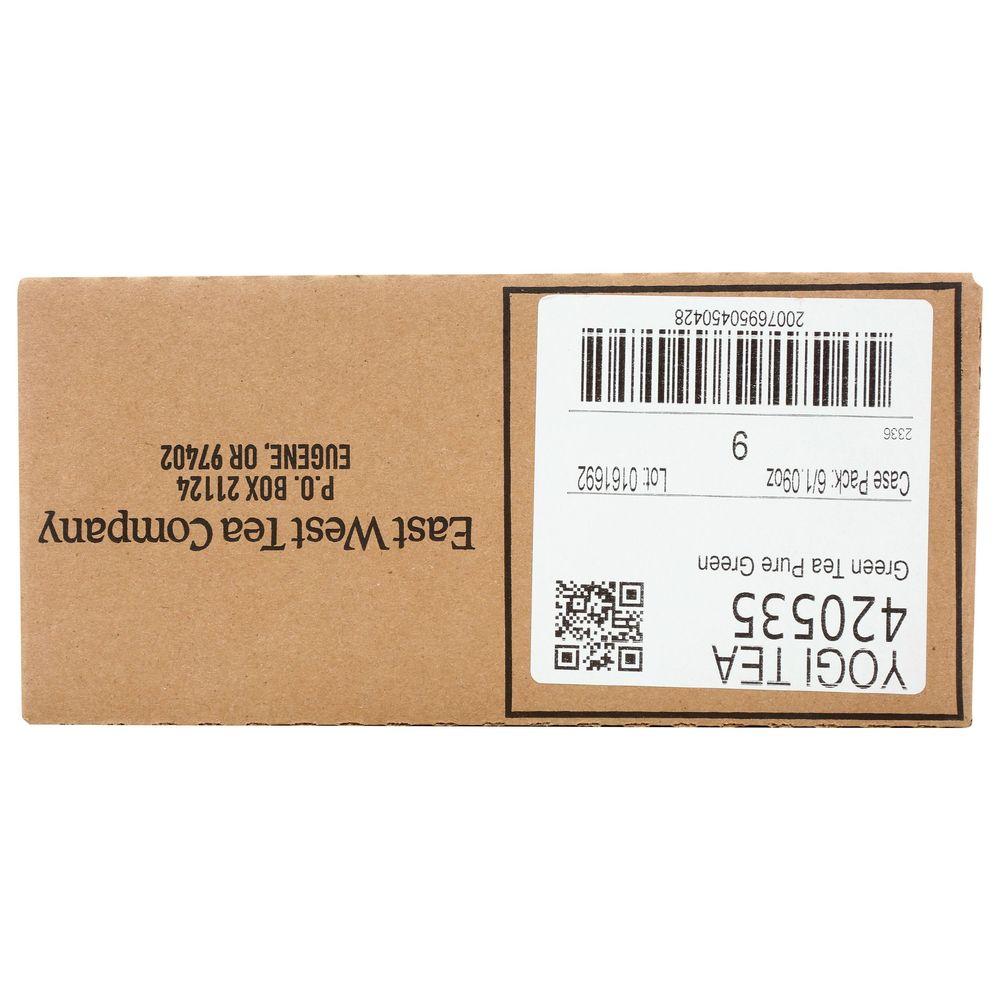 YOGI TEA
420535
Green Tea Pure Green
Case Pack: 6/1.09oz Lot: 0161692
6
2336
20076950450428
East West Tea Company
P.O. BOX 21124
EUGENE, OR 97402